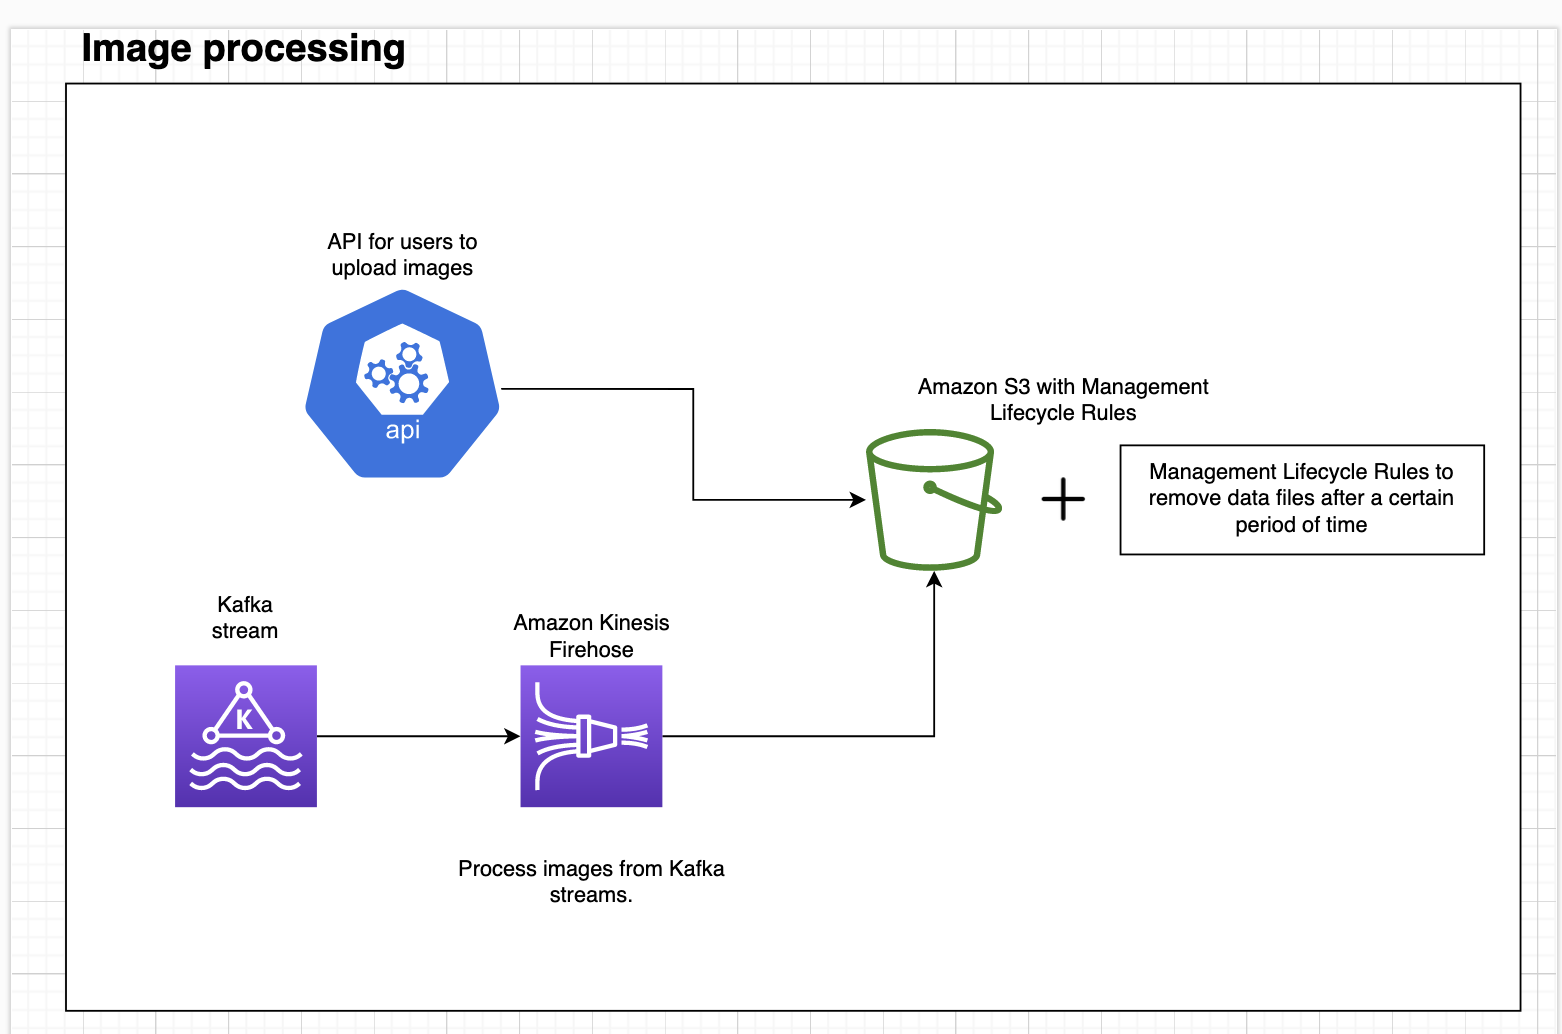 Image processing
API for users to
upload images
api
Amazon S3 with Management
Lifecycle Rules
Management Lifecycle Rules to
remove data files after a certain
period of time
Kafka
stream
K
Amazon Kinesis
Firehose
Process images from Kafka
streams.